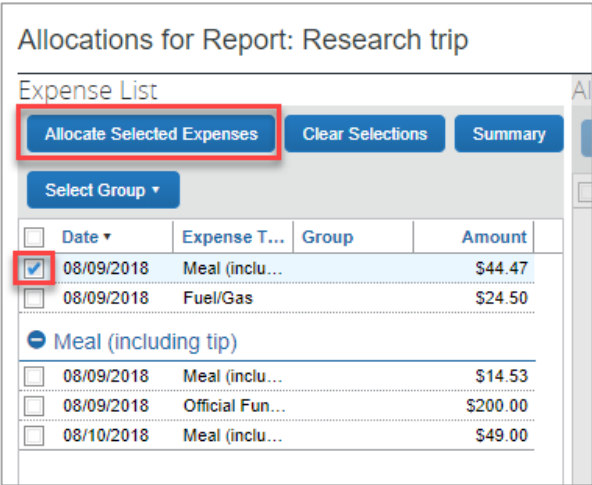 Allocations for Report: Research trip
Expense List
Allocate Selected Expenses Clear Selections Summary
Select Group
Date Expense T... Group Amount
08/09/2018 Meal (inclu... $44.47
08/09/2018 Fuel/Gas $24.50
Meal (including tip)
08/09/2018 Meal (inclu... $14.53
08/09/2018 Official Fun... $200.00
08/10/2018 Meal (inclu... $49.00